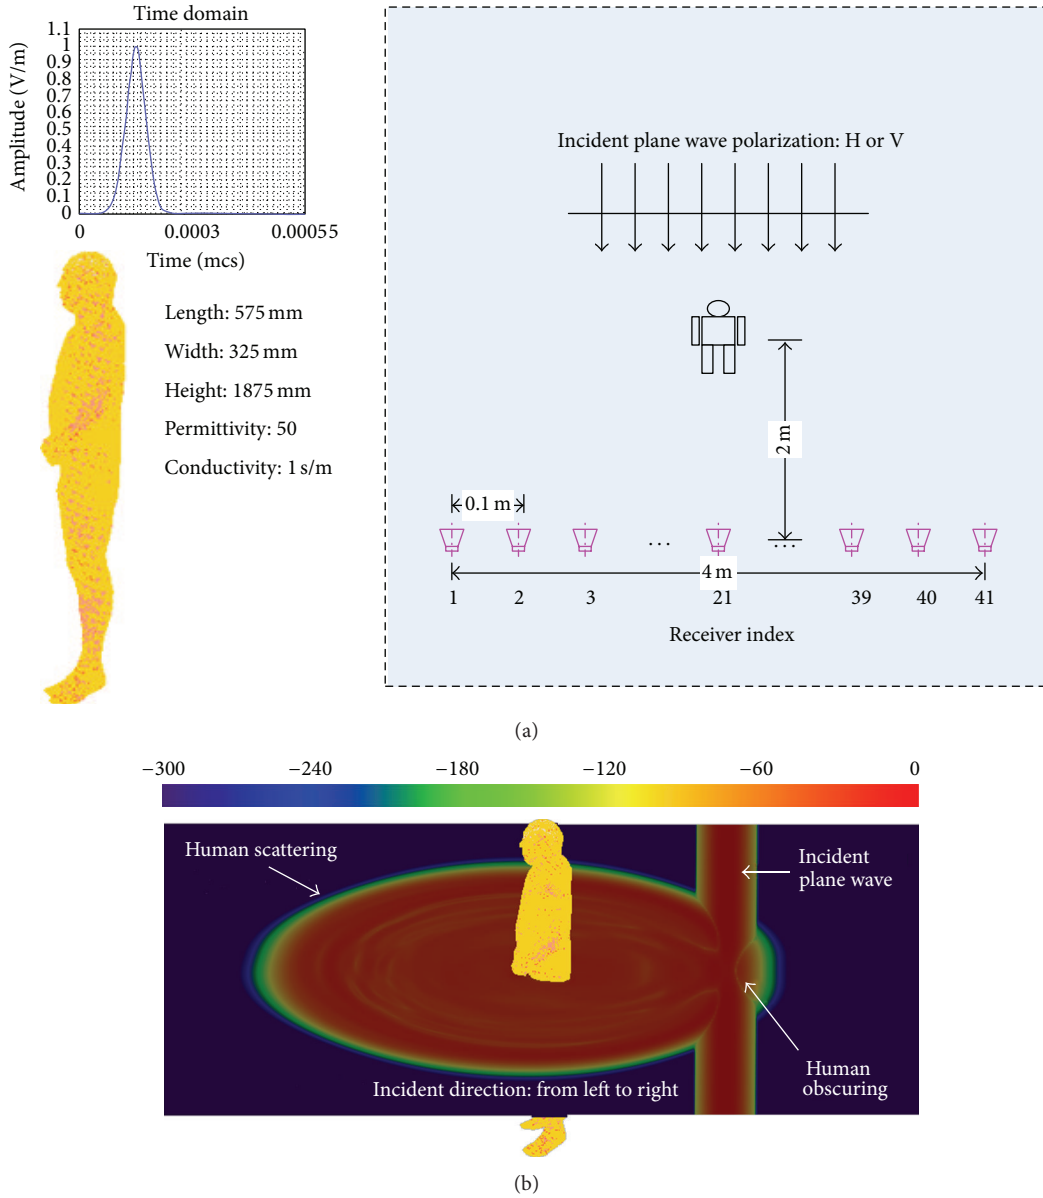 Time domain
Amplitude (V/m)
1.1
1
0.9
0.8
0.7
0.6
0.5
0.4
0.3
0.2
0.1
0
0 0.0003 0.00055
Time (mcs)
Length: 575 mm
Width: 325 mm
Height: 1875 mm
Permittivity: 50
Conductivity: 1 s/m
Incident plane wave polarization: H or V
2 m
0.1 m
... ...
4 m
1 2 3 21 39 40 41
Receiver index
(a)
−300 −240 −180 −120 −60 0
Human scattering
Incident
plane wave
Human
obscuring
Incident direction: from left to right
(b)